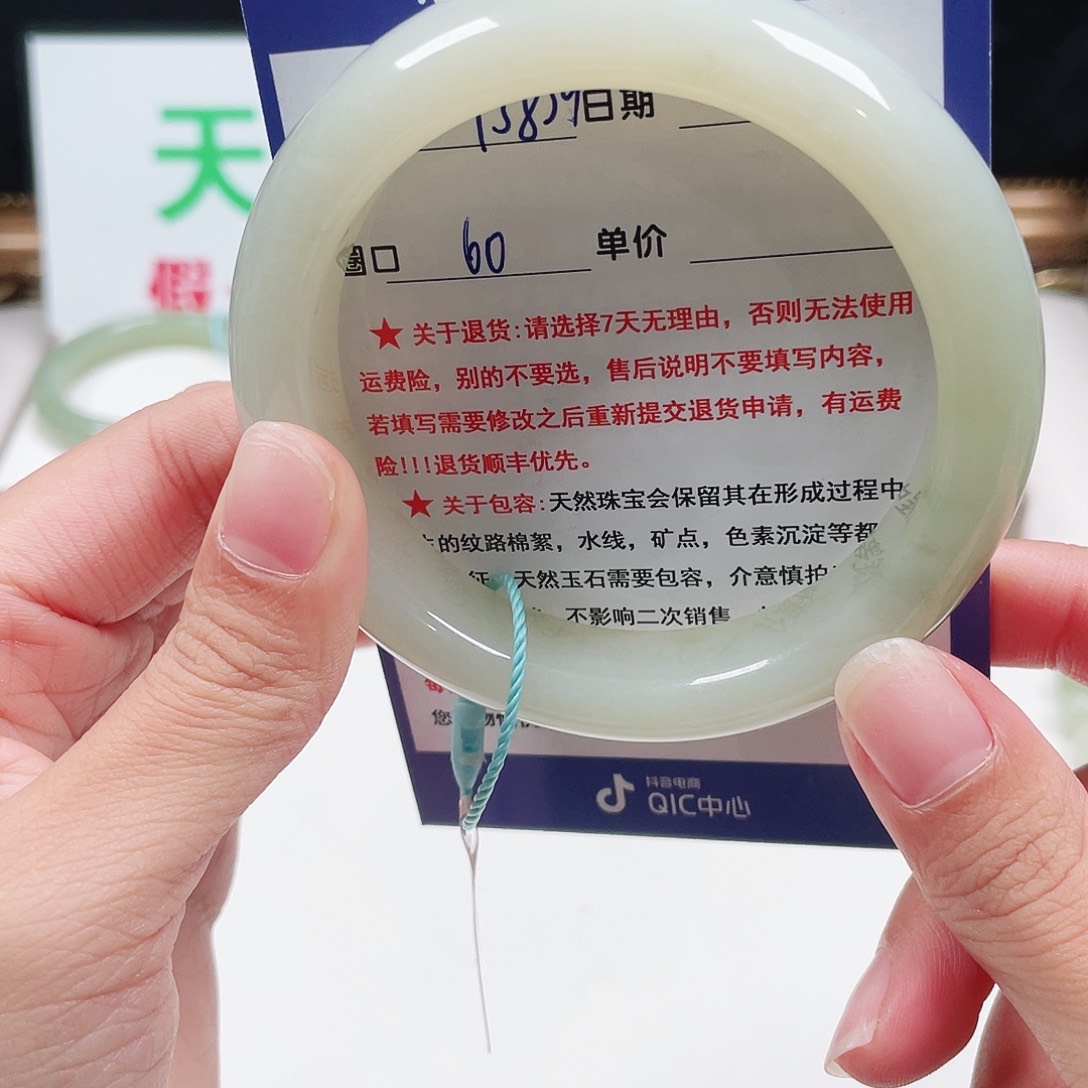 天
假
日期
圈口 60 单价
★ 关于退货:请选择7天无理由，否则无法使用
运费险，别的不要选，售后说明不要填写内容，
若填写需要修改之后重新提交退货申请，有运费
险!!!退货顺丰优先。
★ 关于包容:天然珠宝会保留其在形成过程中
的纹路棉絮，水线，矿点，色素沉淀等都
征 天然玉石需要包容，介意慎拍
不影响二次销售
您
抖音电商
QIC中心